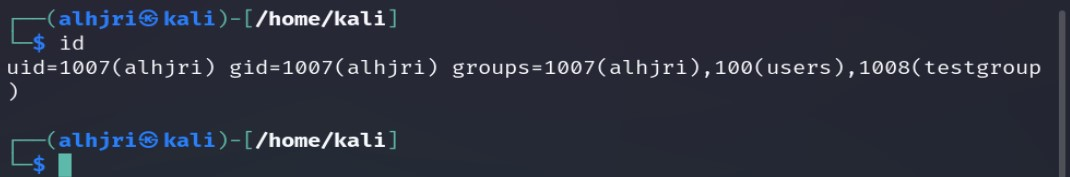 ┌──(alhjri㉿kali)-[/home/kali]
└─$ id
uid=1007(alhjri) gid=1007(alhjri) groups=1007(alhjri),100(users),1008(testgroup
)
┌──(alhjri㉿kali)-[/home/kali]
└─$